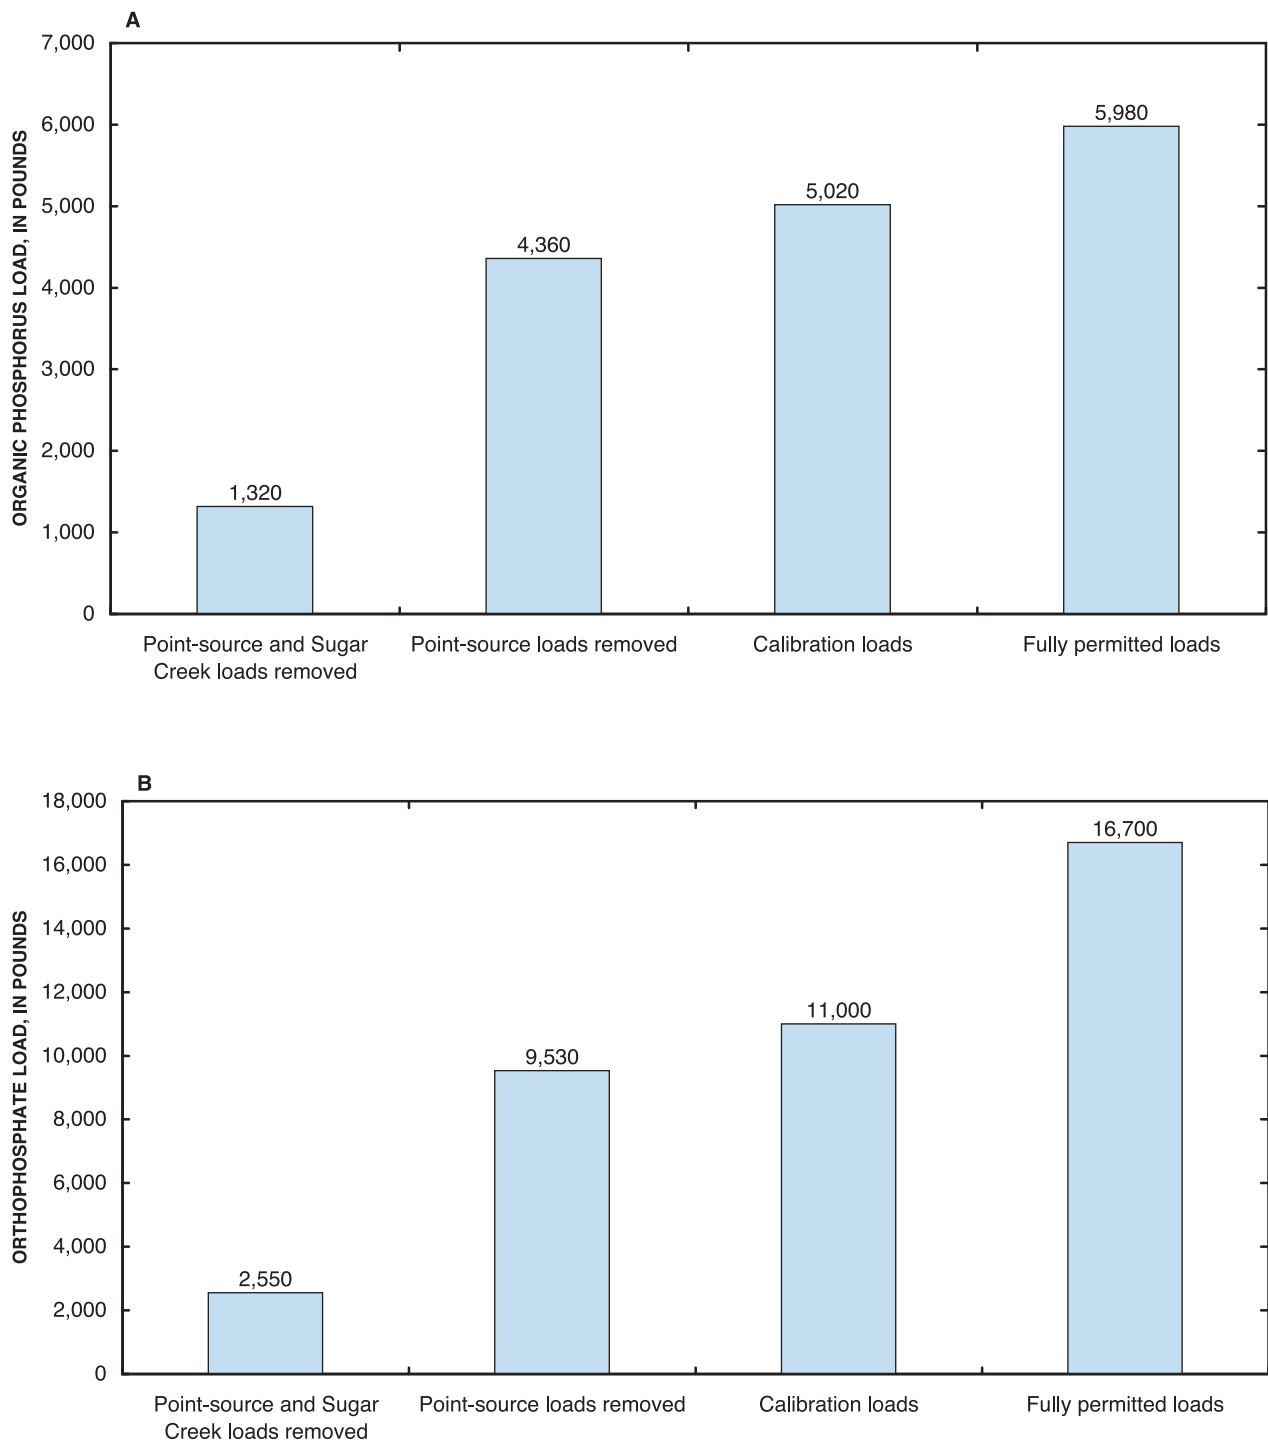 A
7,000
6,000
5,000
4,000
3,000
2,000
1,000
0
ORGANIC PHOSPHORUS LOAD, IN POUNDS
1,320
4,360
5,020
5,980
Point-source and Sugar
Creek loads removed
Point-source loads removed
Calibration loads
Fully permitted loads
B
18,000
16,000
14,000
12,000
10,000
8,000
6,000
4,000
2,000
0
ORTHOPHOSPHATE LOAD, IN POUNDS
2,550
9,530
11,000
16,700
Point-source and Sugar
Creek loads removed
Point-source loads removed
Calibration loads
Fully permitted loads